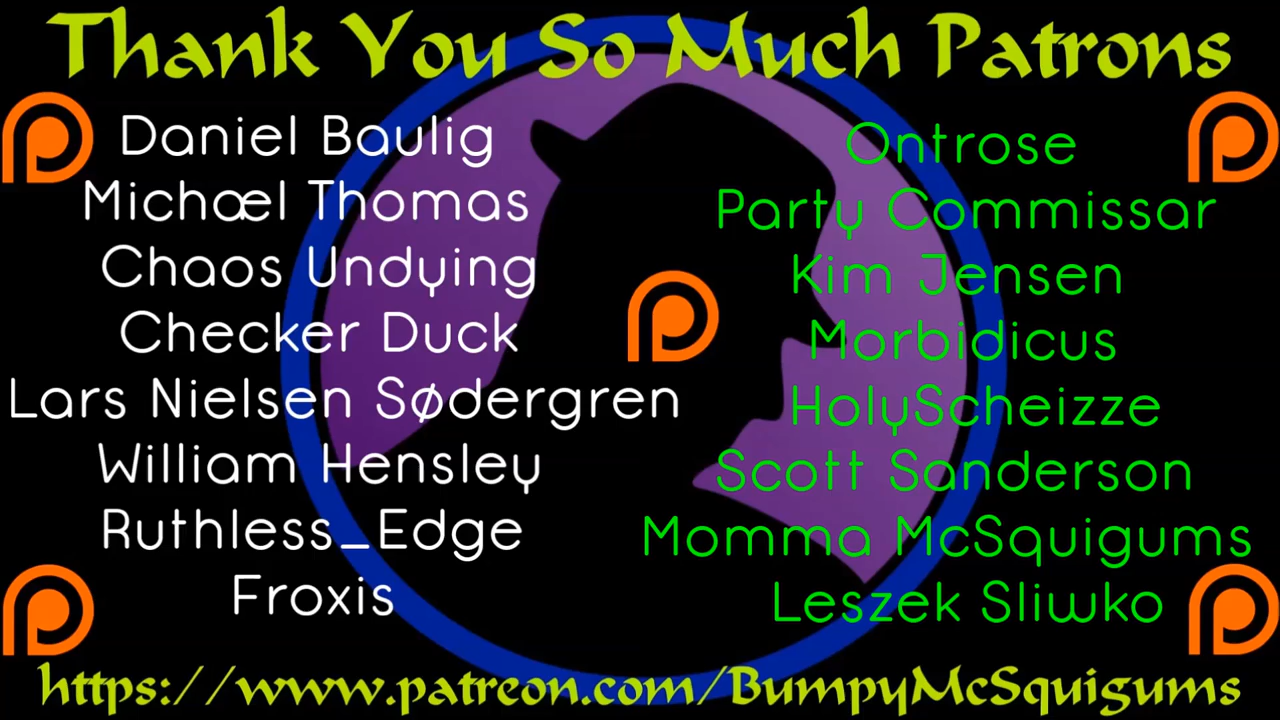 Thank You So Much Patrons
Daniel Baulig
Michael Thomas
Chaos Undying
Checker Duck
Lars Nielsen Sødergren
William Hensley
Ruthless_Edge
Froxis
Ontrose
Party Commissar
Kim Jensen
Morbidicus
HolyScheizze
Scott Sanderson
Momma McSquigums
Leszek Sliwko
https://www.patreon.com/BumpyMcSquigums